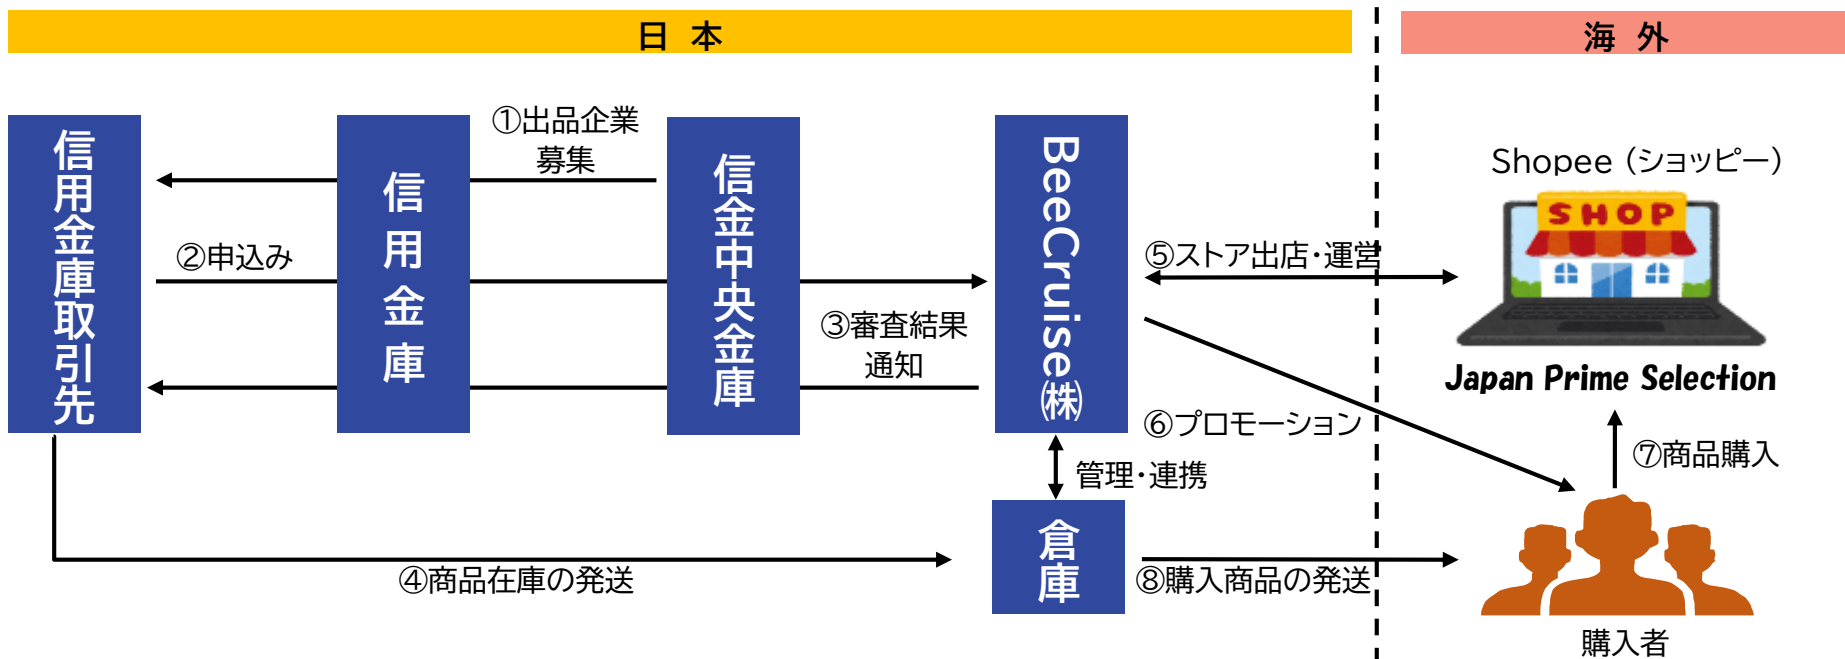 日 本
海 外
信用金庫取引先
信用金庫
信金中央金庫
BeeCruise㈱
①出品企業
募集
②申込み
③審査結果
通知
④商品在庫の発送
⑤ストア出店・運営
⑥プロモーション
管理・連携
倉庫
⑧購入商品の発送
Shopee（ショッピー）
SHOP
Japan Prime Selection
⑦商品購入
購入者